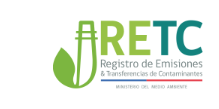 RETC
Registro de Emisiones
& Transferencias de Contaminantes
MINISTERIO DEL MEDIO AMBIENTE